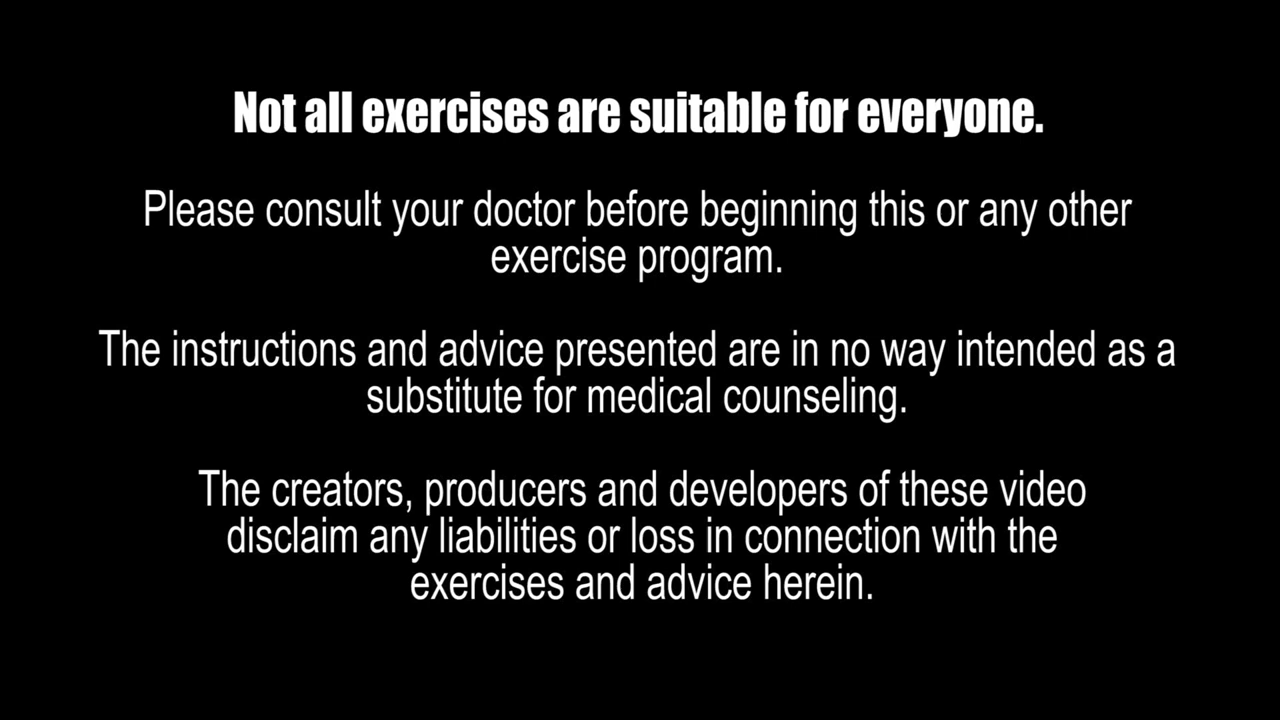 Not all exercises are suitable for everyone.
Please consult your doctor before beginning this or any other
exercise program.
The instructions and advice presented are in no way intended as a
substitute for medical counseling.
The creators, producers and developers of these video
disclaim any liabilities or loss in connection with the
exercises and advice herein.